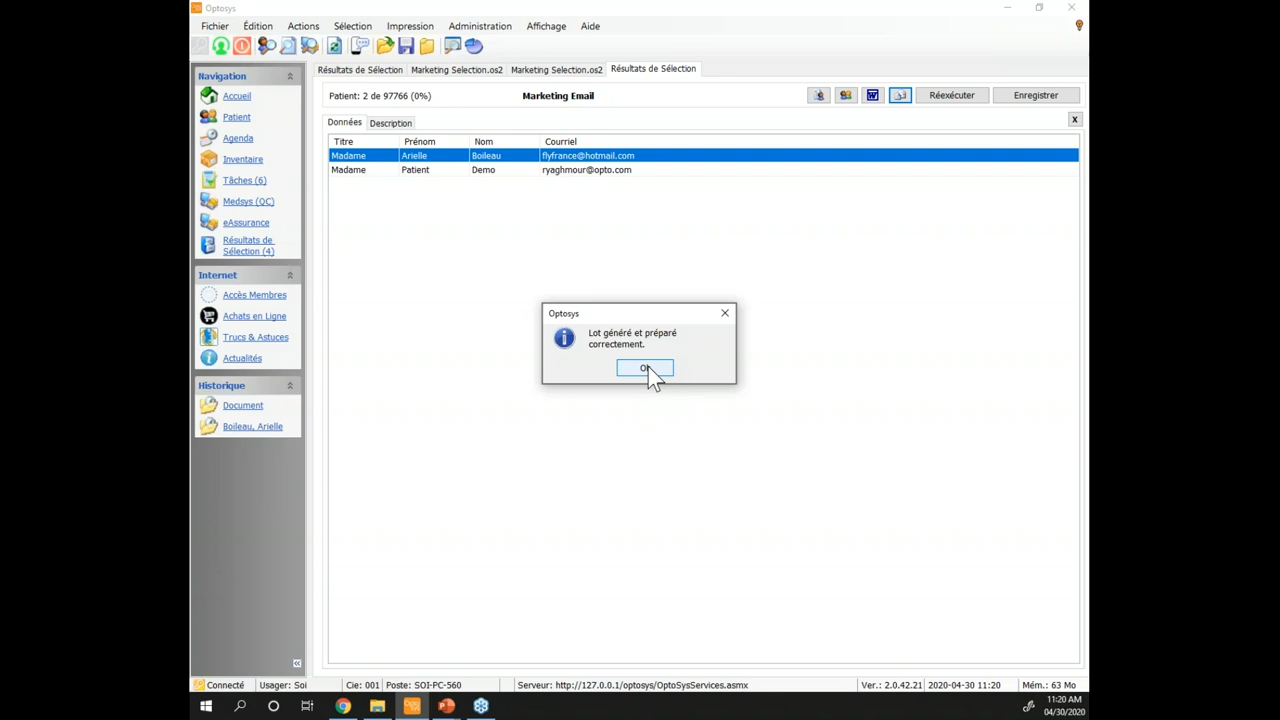 Optosys
Fichier Édition Actions Sélection Impression Administration Affichage Aide
Résultats de Sélection Marketing Selection.os2 Marketing Selection.os2 Résultats de Sélection
Navigation
Accueil
Patient
Agenda
Inventaire
Tâches (6)
Medsys (QC)
eAssurance
Résultats de
Sélection (4)
Internet
Accès Membres
Achats en Ligne
Trucs & Astuces
Actualités
Historique
Document
Boileau, Arielle
Patient: 2 de 97766 (0%) Marketing Email Réexécuter Enregistrer
Données Description x
Titre Prénom Nom Courriel
Madame Arielle Boileau flyfrance@hotmail.com
Madame Patient Demo ryaghmour@opto.com
Optosys
Lot généré et préparé
correctement.
Connecté Usager: Soi Cie: 001 Poste: SOI-PC-560 Serveur: http://127.0.0.1/optosys/OptoSysServices.asmx Ver.: 2.0.42.21 2020-04-30 11:20 Mém.: 63 Mo
11:20 AM
04/30/2020